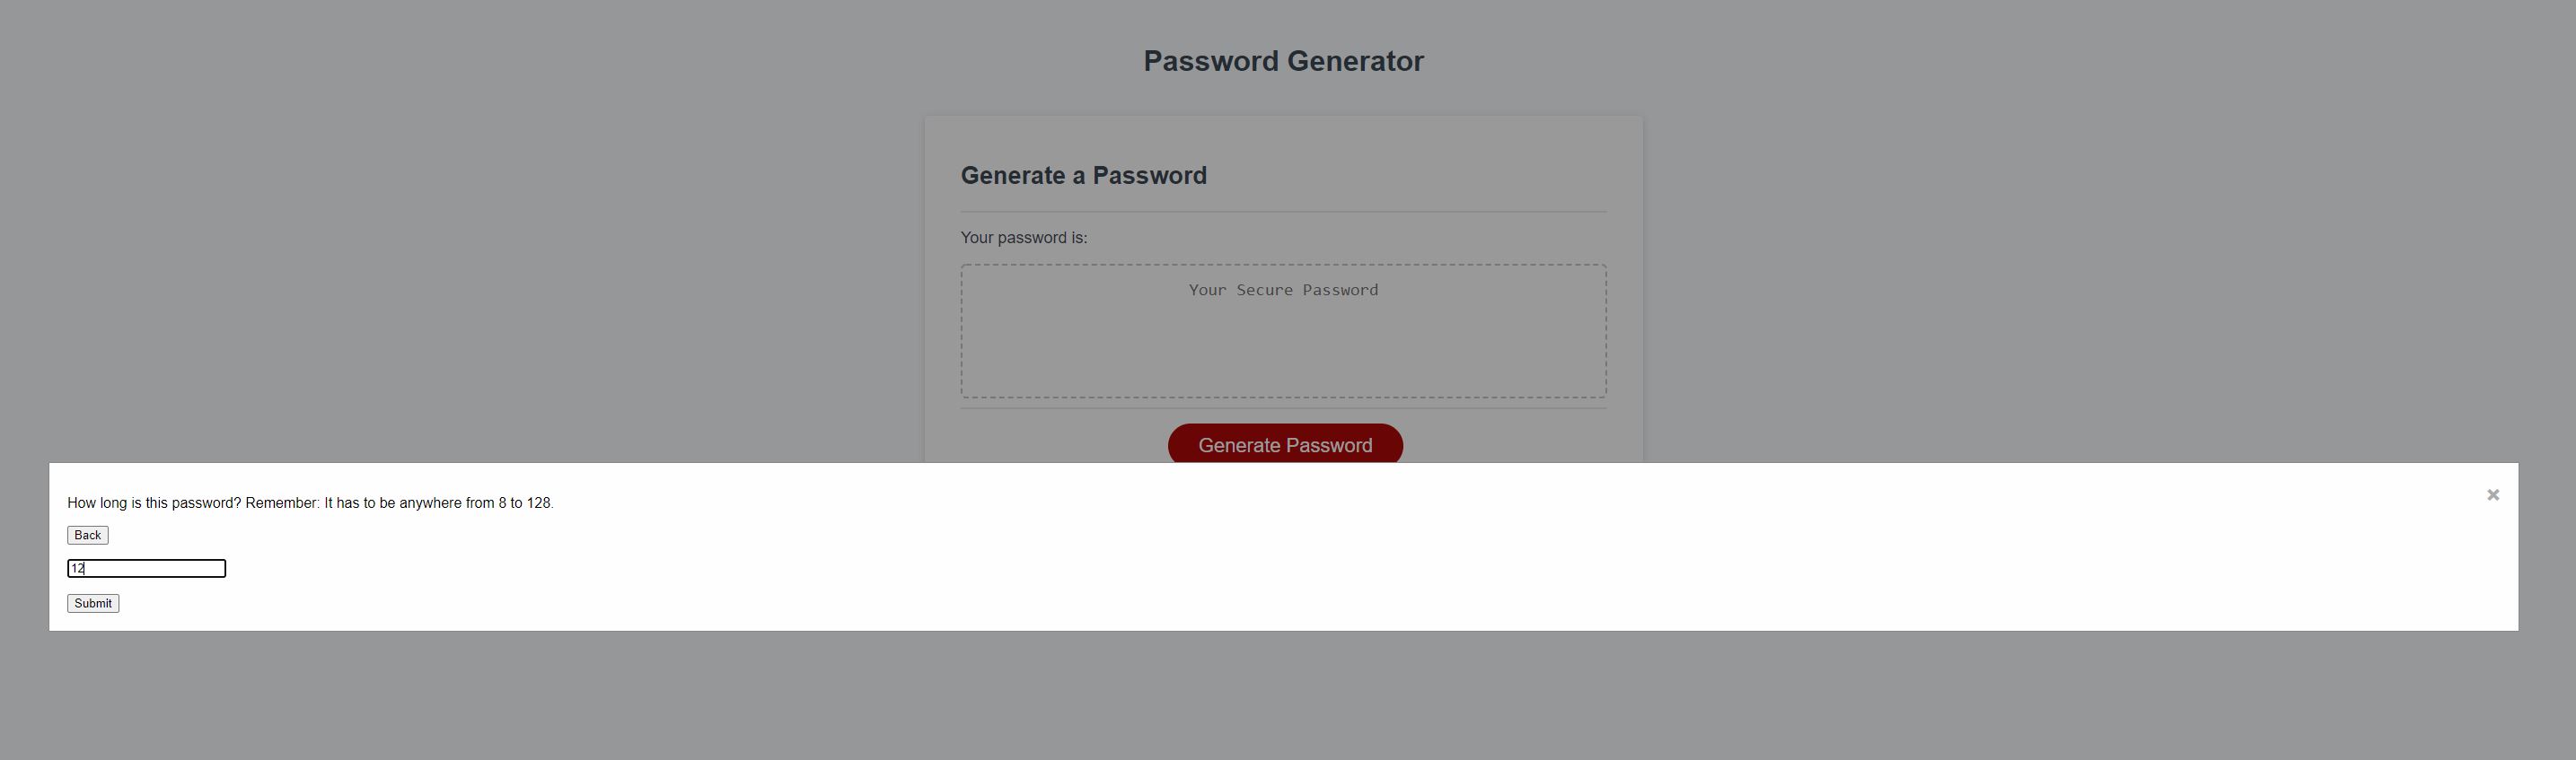 Password Generator
Generate a Password
Your password is:
Your Secure Password
Generate Password
How long is this password? Remember: It has to be anywhere from 8 to 128.
×
Back
12
Submit